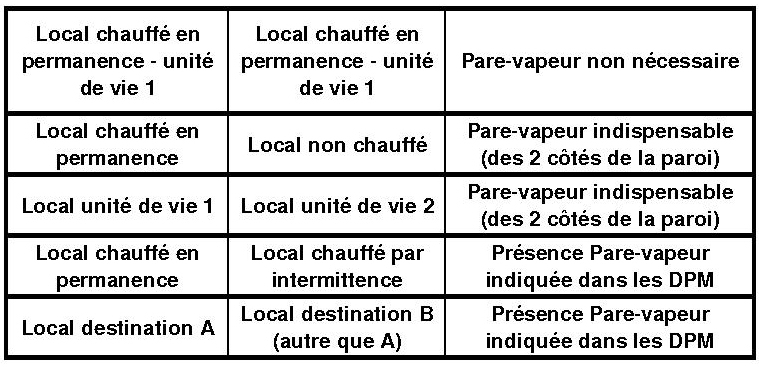 Local chauffé en
permanence - unité
de vie 1
Local chauffé en
permanence - unité
de vie 1
Pare-vapeur non nécessaire
Local chauffé en
permanence
Local non chauffé
Pare-vapeur indispensable
(des 2 côtés de la paroi)
Local unité de vie 1
Local unité de vie 2
Pare-vapeur indispensable
(des 2 côtés de la paroi)
Local chauffé en
permanence
Local chauffé par
intermittence
Présence Pare-vapeur
indiquée dans les DPM
Local destination A
Local destination B
(autre que A)
Présence Pare-vapeur
indiquée dans les DPM